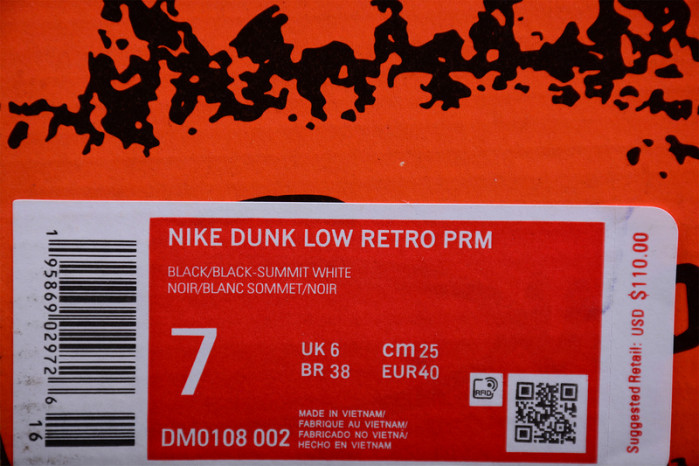 NIKE DUNK LOW RETRO PRM
BLACK/BLACK-SUMMIT WHITE
NOIR/BLANC SOMMET/NOIR
7
UK 6
BR 38
cm 25
EUR40
RFID
DM0108 002
MADE IN VIETNAM/
FABRIQUE AU VIETNAM/
FABRICADO NO VIETNÃ/
HECHO EN VIETNAM
1 95869 02972 6
16
Suggested Retail: USD $110.00